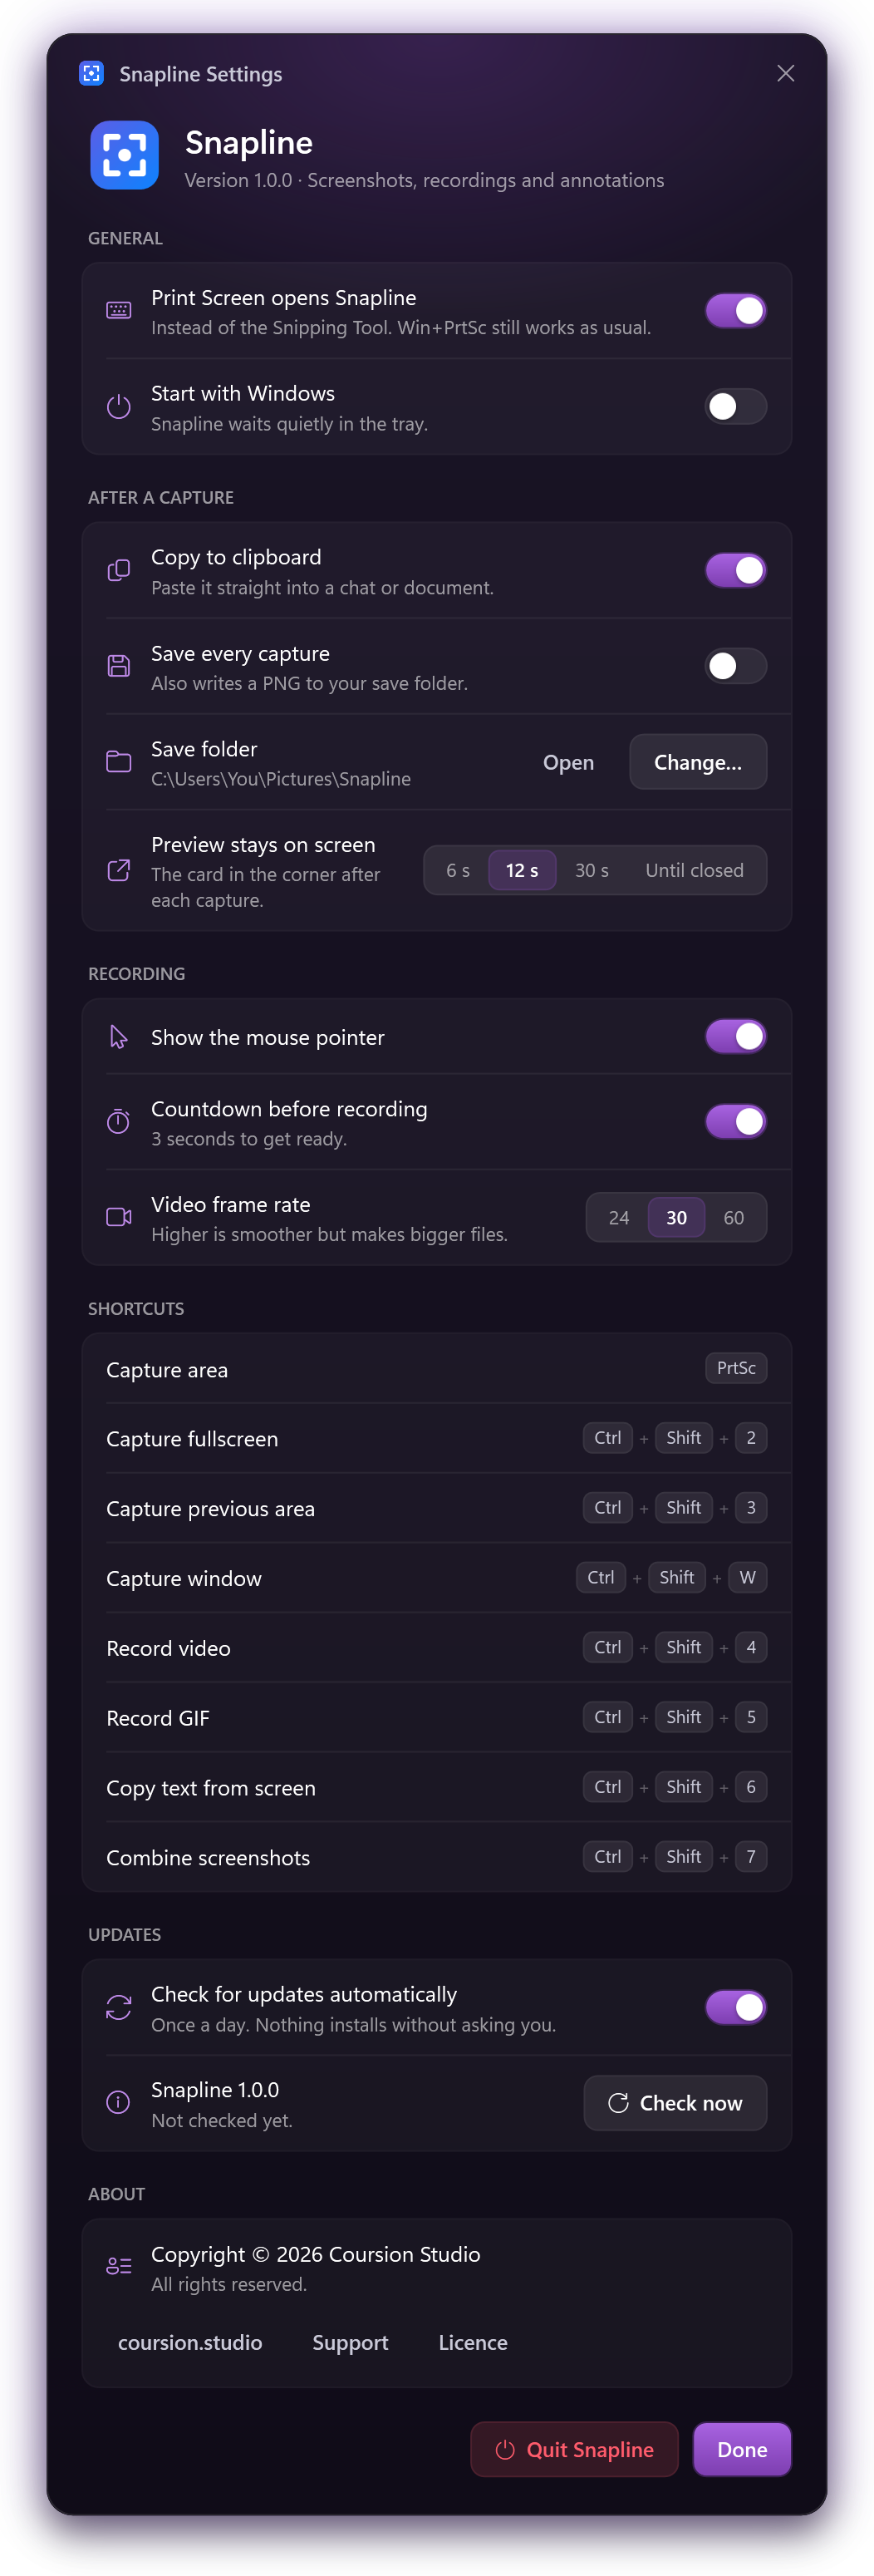 Snapline Settings
Snapline
Version 1.0.0 · Screenshots, recordings and annotations
GENERAL
Print Screen opens Snapline
Instead of the Snipping Tool. Win+PrtSc still works as usual.
Start with Windows
Snapline waits quietly in the tray.
AFTER A CAPTURE
Copy to clipboard
Paste it straight into a chat or document.
Save every capture
Also writes a PNG to your save folder.
Save folder
C:\Users\You\Pictures\Snapline
Open
Change...
Preview stays on screen
The card in the corner after
each capture.
6 s 12 s 30 s Until closed
RECORDING
Show the mouse pointer
Countdown before recording
3 seconds to get ready.
Video frame rate
Higher is smoother but makes bigger files.
24 30 60
SHORTCUTS
Capture area PrtSc
Capture fullscreen Ctrl + Shift + 2
Capture previous area Ctrl + Shift + 3
Capture window Ctrl + Shift + W
Record video Ctrl + Shift + 4
Record GIF Ctrl + Shift + 5
Copy text from screen Ctrl + Shift + 6
Combine screenshots Ctrl + Shift + 7
UPDATES
Check for updates automatically
Once a day. Nothing installs without asking you.
Snapline 1.0.0
Not checked yet.
Check now
ABOUT
Copyright © 2026 Coursion Studio
All rights reserved.
coursion.studio Support Licence
Quit Snapline Done